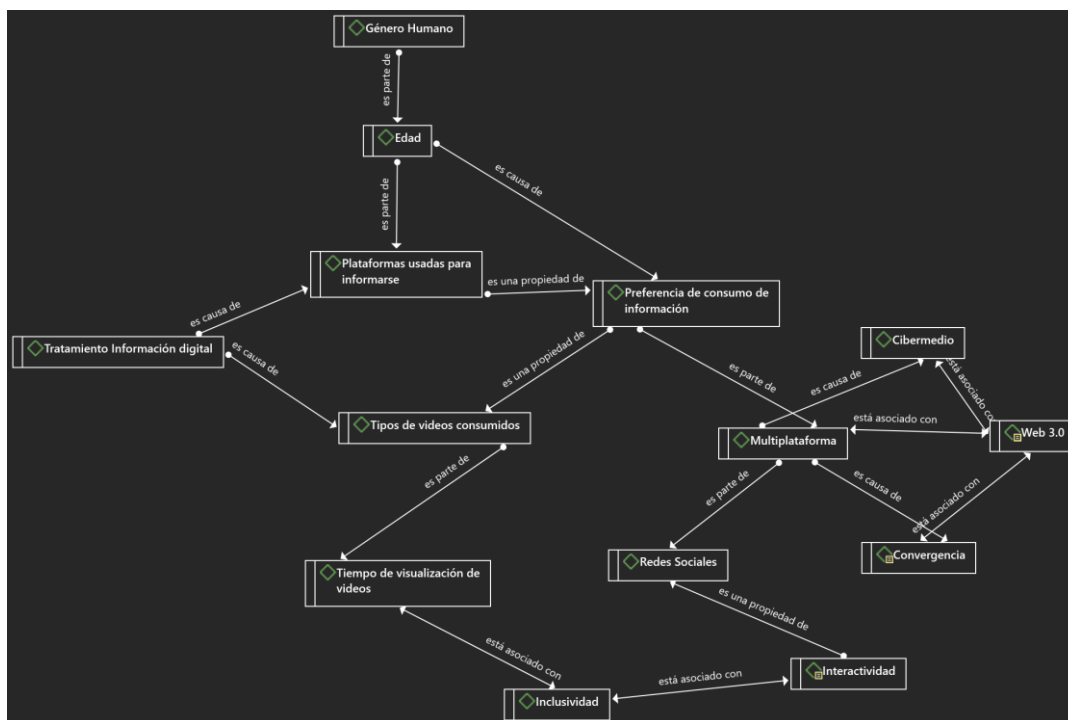 Género Humano
es parte de
Edad
es causa de
es parte de
Plataformas usadas para
informarse
es una propiedad de
Preferencia de consumo de
información
es causa de
Tratamiento Información digital
es causa de
Cibermedio
es una propiedad de
es parte de
es causa de
está asociado co
Tipos de videos consumidos
está asociado con
Web 3.0
Multiplataforma
es parte de
es parte de
es causa de
está asociado con
Convergencia
Redes Sociales
Tiempo de visualización de
videos
es una propiedad de
está asociado con
está asociado con
Interactividad
Inclusividad